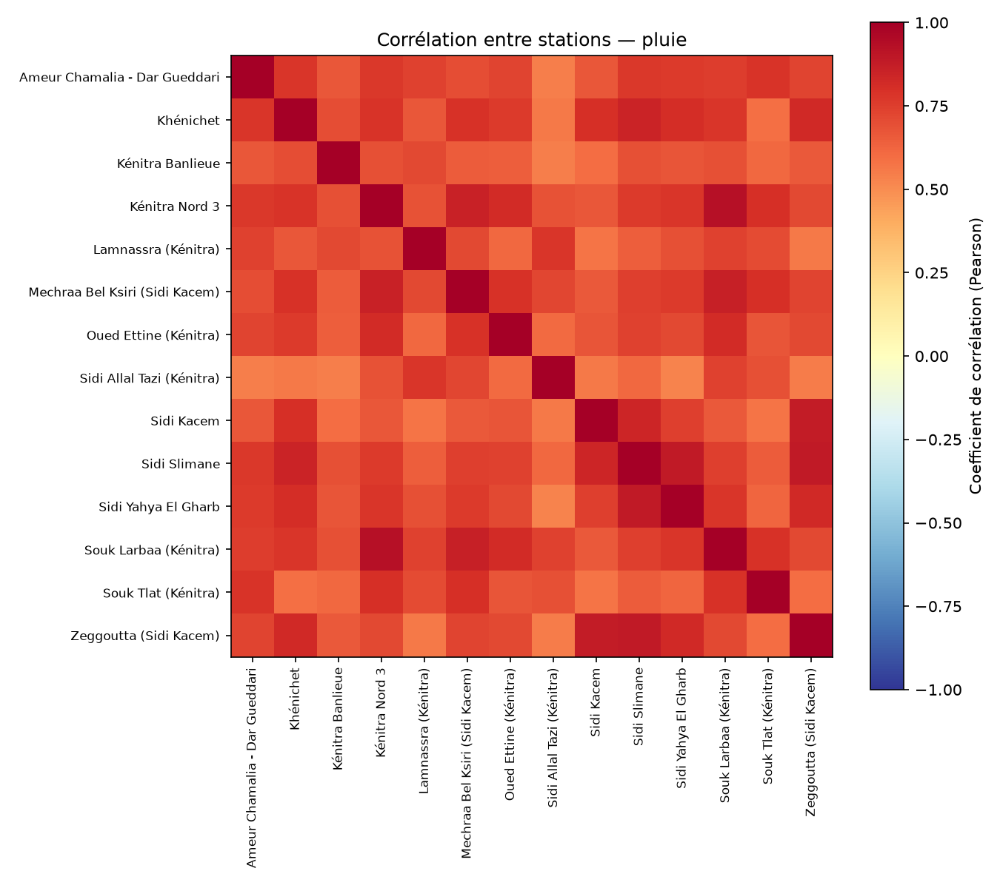 Corrélation entre stations — pluie
Ameur Chamalia - Dar Gueddari
Khénichet
Kénitra Banlieue
Kénitra Nord 3
Lamnassra (Kénitra)
Mechraa Bel Ksiri (Sidi Kacem)
Oued Ettine (Kénitra)
Sidi Allal Tazi (Kénitra)
Sidi Kacem
Sidi Slimane
Sidi Yahya El Gharb
Souk Larbaa (Kénitra)
Souk Tlat (Kénitra)
Zeggoutta (Sidi Kacem)
Ameur Chamalia - Dar Gueddari
Khénichet
Kénitra Banlieue
Kénitra Nord 3
Lamnassra (Kénitra)
Mechraa Bel Ksiri (Sidi Kacem)
Oued Ettine (Kénitra)
Sidi Allal Tazi (Kénitra)
Sidi Kacem
Sidi Slimane
Sidi Yahya El Gharb
Souk Larbaa (Kénitra)
Souk Tlat (Kénitra)
Zeggoutta (Sidi Kacem)
1.00
0.75
0.50
0.25
0.00
−0.25
−0.50
−0.75
−1.00
Coefficient de corrélation (Pearson)